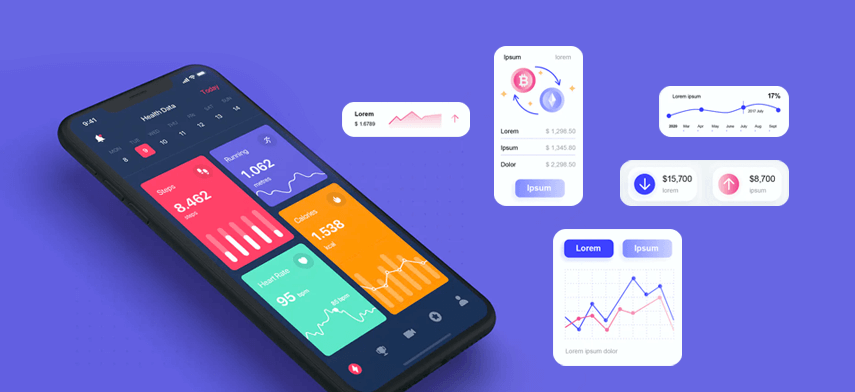 9:41
Health Data
Today
MON TUE WED THU FRI SAT SUN
8 9 10 11 12 13 14
Steps
8.462
steps
Running
1.062
metres
Calories
1.538
kcal
Heart Rate
95 bpm
85 bpm
Lorem
$ 1.6789
Ipsum lorem
Lorem $ 1,298.50
Ipsum $ 1,345.80
Dolor $ 2,298.50
Ipsum
Lorem ipsum 17%
2017 July
2020 Mar Apr May June July Aug Sept
$15,700
lorem
$8,700
ipsum
Lorem Ipsum
Lorem ipsum dolor